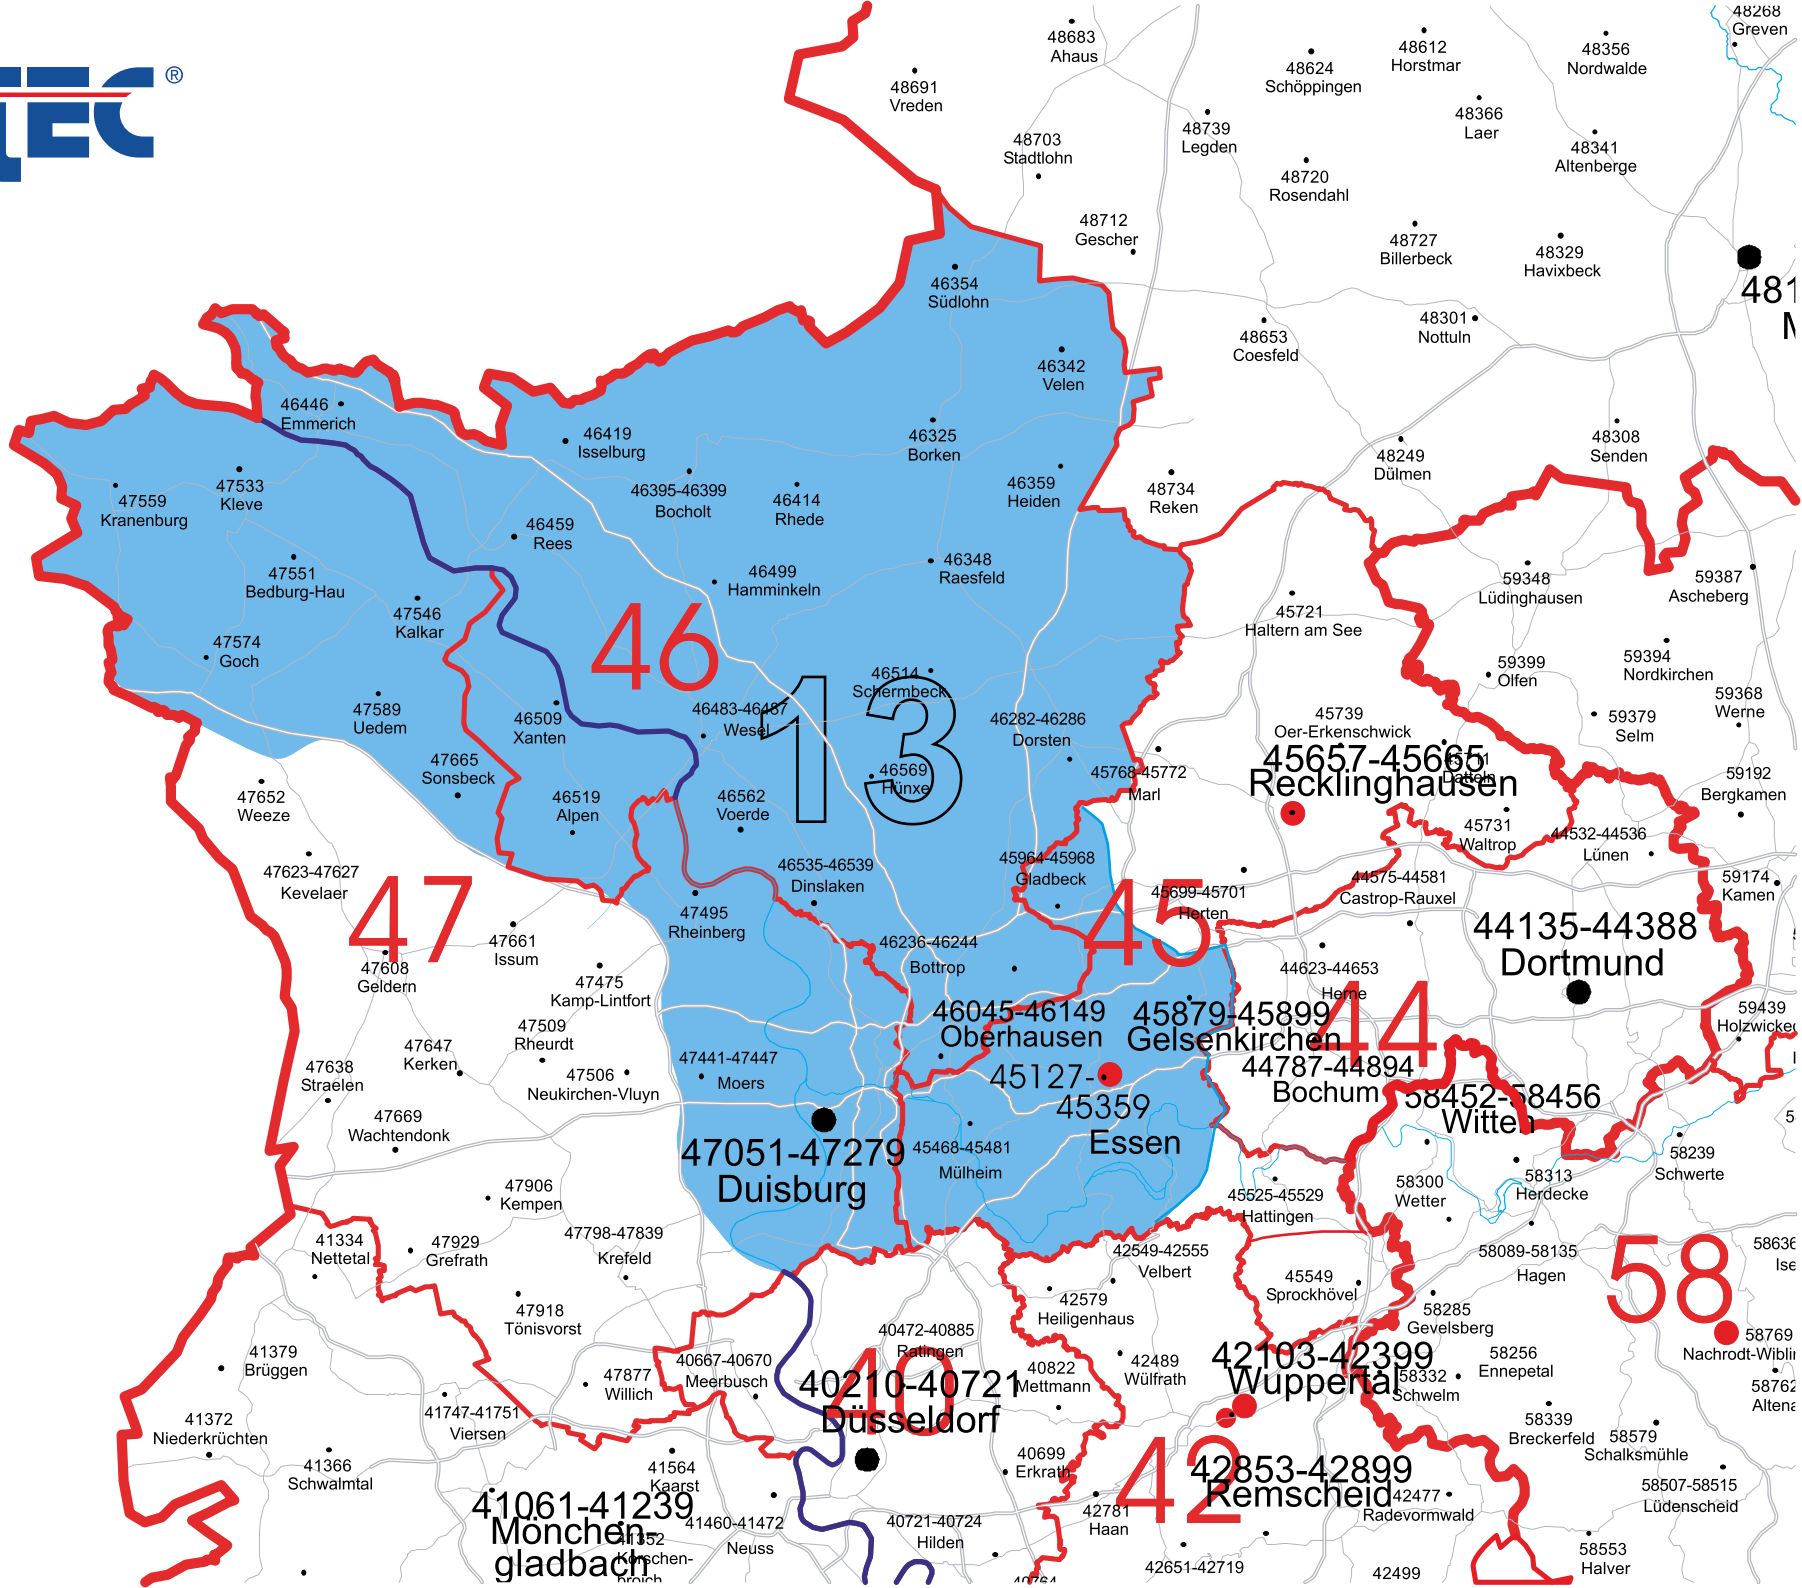 TEC®
48683
Ahaus
48691
Vreden
48703
Stadtlohn
48739
Legden
48624
Schöppingen
48612
Horstmar
48356
Nordwalde
48268
Greven
48366
Laer
48341
Altenberge
48720
Rosendahl
48712
Gescher
48727
Billerbeck
48329
Havixbeck
46354
Südlohn
48653
Coesfeld
48301
Nottuln
46342
Velen
46446
Emmerich
46419
Isselburg
46325
Borken
48249
Dülmen
48308
Senden
47559
Kranenburg
47533
Kleve
46395-46399
Bocholt
46414
Rhede
46359
Heiden
48734
Reken
46459
Rees
47551
Bedburg-Hau
46499
Hamminkeln
46348
Raesfeld
59348
Lüdinghausen
59387
Ascheberg
47546
Kalkar
46
45721
Haltern am See
47574
Goch
46514
Schermbeck
59399
Olfen
59394
Nordkirchen
47589
Uedem
46509
Xanten
46483-46487
Wesel
13
46282-46286
Dorsten
45739
Oer-Erkenschwick
59379
Selm
59368
Werne
47665
Sonsbeck
46569
Hünxe
45768-45772
Marl
45657-45665
Recklinghausen
45711
Datteln
59192
Bergkamen
47652
Weeze
46519
Alpen
46562
Voerde
45731
Waltrop
44532-44536
Lünen
47623-47627
Kevelaer
46535-46539
Dinslaken
45964-45968
Gladbeck
45699-45701
Herten
44575-44581
Castrop-Rauxel
59174
Kamen
47
47495
Rheinberg
45
44135-44388
Dortmund
47661
Issum
46236-46244
Bottrop
47608
Geldern
47475
Kamp-Lintfort
44623-44653
Herne
44
47509
Rheurdt
46045-46149
Oberhausen
45879-45899
Gelsenkirchen
59439
Holzwickede
47647
Kerken
47441-47447
Moers
45127-
45359
Essen
44787-44894
Bochum
47638
Straelen
47506
Neukirchen-Vluyn
58452-58456
Witten
47669
Wachtendonk
47051-47279
Duisburg
45468-45481
Mülheim
58239
Schwerte
47906
Kempen
45525-45529
Hattingen
58300
Wetter
58313
Herdecke
41334
Nettetal
47929
Grefrath
47798-47839
Krefeld
42549-42555
Velbert
58089-58135
Hagen
58
45549
Sprockhövel
42579
Heiligenhaus
47918
Tönisvorst
58285
Gevelsberg
58769
Nachrodt-Wiblin
41379
Brüggen
40472-40885
Ratingen
40667-40670
Meerbusch
40
40210-40721
Düsseldorf
40822
Mettmann
42489
Wülfrath
42103-42399
Wuppertal
58332
Schwelm
58256
Ennepetal
58762
Altena
47877
Willich
41372
Niederkrüchten
41747-41751
Viersen
58339
Breckerfeld
58579
Schalksmühle
41366
Schwalmtal
41564
Kaarst
40699
Erkrath
42
42853-42899
Remscheid
42477
Radevormwald
58507-58515
Lüdenscheid
41061-41239
Mönchen-
gladbach
41352
Korschen-
broich
41460-41472
Neuss
40721-40724
Hilden
42781
Haan
42651-42719
42499
58553
Halver
40764